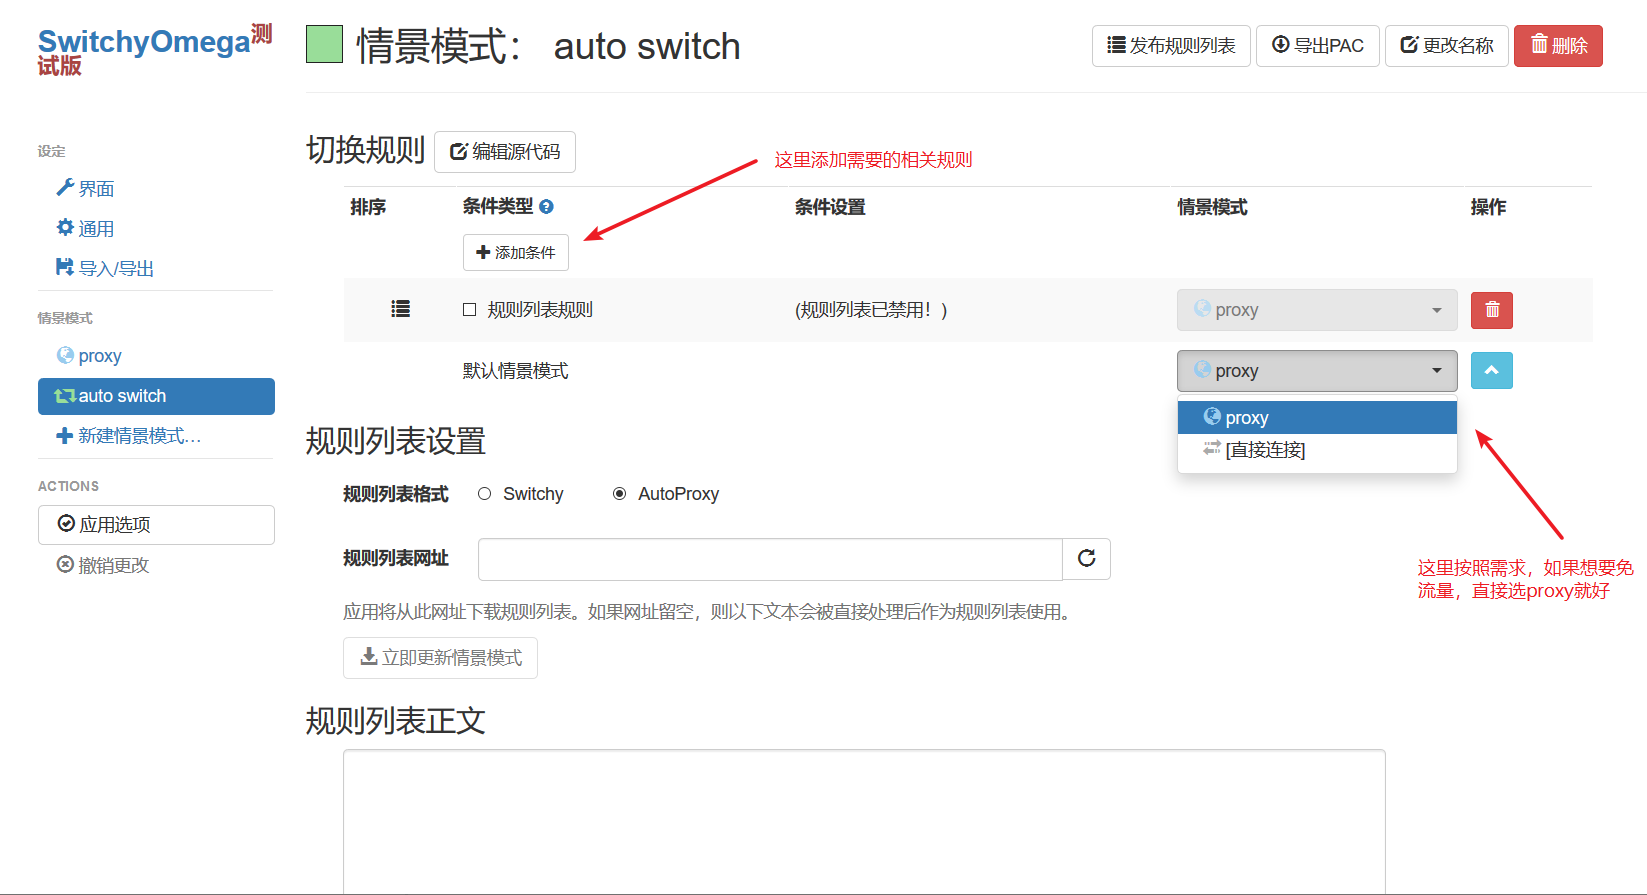 SwitchyOmega测
试版
情景模式： auto switch
发布规则列表
导出PAC
更改名称
删除
设定
界面
通用
导入/导出
情景模式
proxy
auto switch
新建情景模式…
ACTIONS
应用选项
撤销更改
切换规则
编辑源代码
这里添加需要的相关规则
排序
条件类型
条件设置
情景模式
操作
添加条件
规则列表规则
(规则列表已禁用！)
proxy
默认情景模式
proxy
proxy
[直接连接]
这里按照需求，如果想要免
流量，直接选proxy就好
规则列表设置
规则列表格式
Switchy
AutoProxy
规则列表网址
应用将从此网址下载规则列表。如果网址留空，则以下文本会被直接处理后作为规则列表使用。
立即更新情景模式
规则列表正文